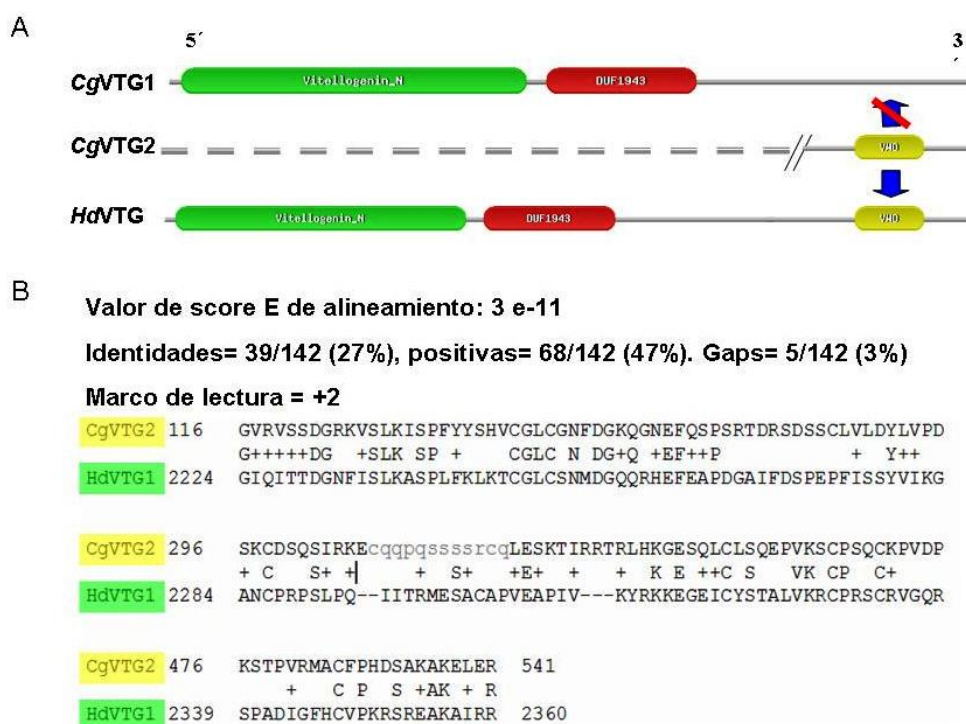 A
5´ 3´
CgVTG1 Vitellogenin_N DUF1943
CgVTG2 VWD
HdVTG Vitellogenin_N DUF1943 VWD
B
Valor de score E de alineamiento: 3 e-11
Identidades= 39/142 (27%), positivas= 68/142 (47%). Gaps= 5/142 (3%)
Marco de lectura = +2
CgVTG2 116 GVRVSSDGRKVSLKISPFYYSHVCGLCGNFDGKQGNEFQSPSRTDRSDSSCLVLDYLVPD
G+++++DG +SLK SP + CGLC N DG+Q +EF++P + Y++
HdVTG1 2224 GIQITTDGNFISLKASPLFKLKTCGLCSNMDGQQRHEFEAPDGAIFDSPEPFISSYVIKG
CgVTG2 296 SKCDSQSIRKEcqqpqssssrcqLESKTIRRTRLHKGESQLCLSQEPVKSCPSQCKPVDP
+ C S+ +| + S+ +E+ + + K E ++C S VK CP C+
HdVTG1 2284 ANCPRPSLPQ--IITRMESACAPVEAPIV---KYRKKEGEICYSTALVKRCPRSCRVGQR
CgVTG2 476 KSTPVRMACFPHDSAKAKELER 541
+ C P S +AK + R
HdVTG1 2339 SPADIGFHCVPKRSREAKAIRR 2360